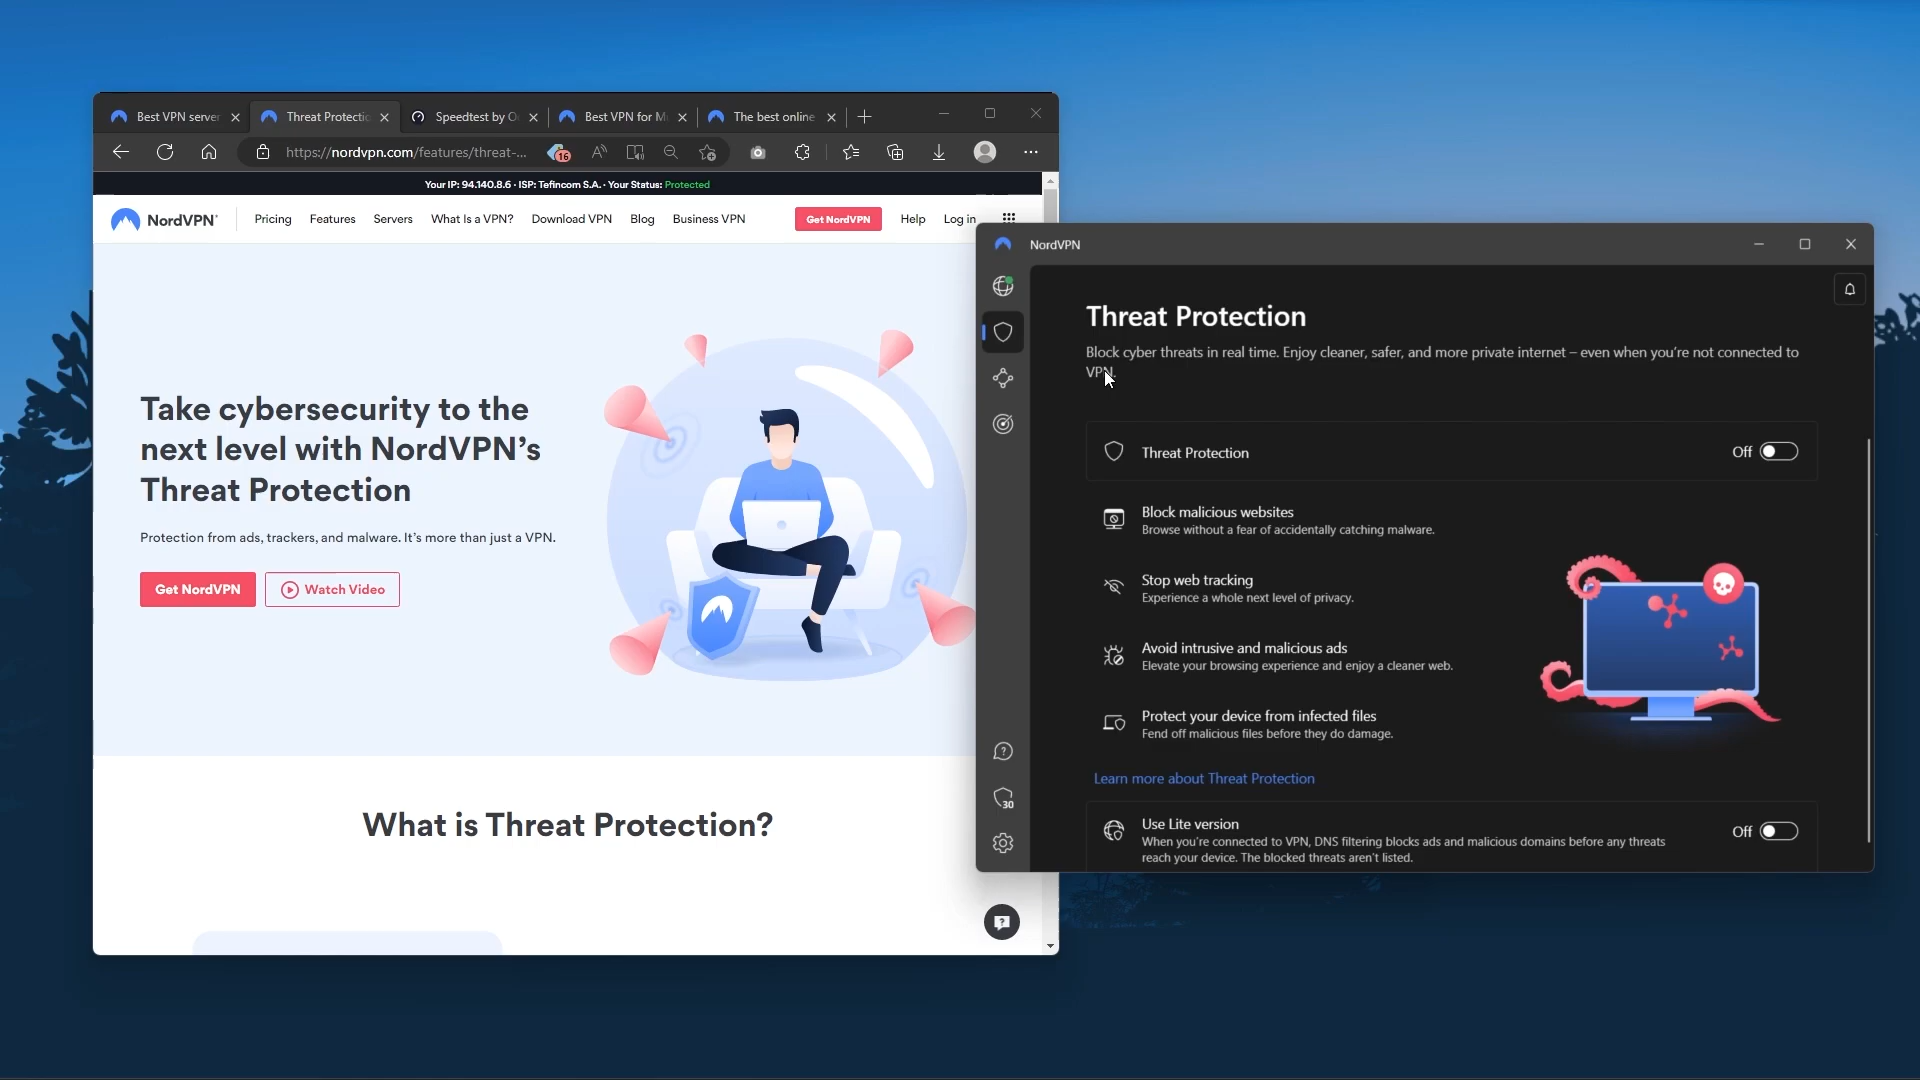 Best VPN server
Threat Protectio
Speedtest by O
Best VPN for M
The best online
https://nordvpn.com/features/threat-...
16
Your IP: 94.140.8.6 · ISP: Tefincom S.A. · Your Status: Protected
NordVPN®
Pricing
Features
Servers
What Is a VPN?
Download VPN
Blog
Business VPN
Get NordVPN
Help
Log in
Take cybersecurity to the
next level with NordVPN’s
Threat Protection
Protection from ads, trackers, and malware. It’s more than just a VPN.
Get NordVPN
Watch Video
What is Threat Protection?
NordVPN
Threat Protection
Block cyber threats in real time. Enjoy cleaner, safer, and more private internet – even when you’re not connected to
VPN.
Threat Protection
Off
Block malicious websites
Browse without a fear of accidentally catching malware.
Stop web tracking
Experience a whole next level of privacy.
Avoid intrusive and malicious ads
Elevate your browsing experience and enjoy a cleaner web.
Protect your device from infected files
Fend off malicious files before they do damage.
Learn more about Threat Protection
30
Use Lite version
Off
When you're connected to VPN, DNS filtering blocks ads and malicious domains before any threats
reach your device. The blocked threats aren't listed.